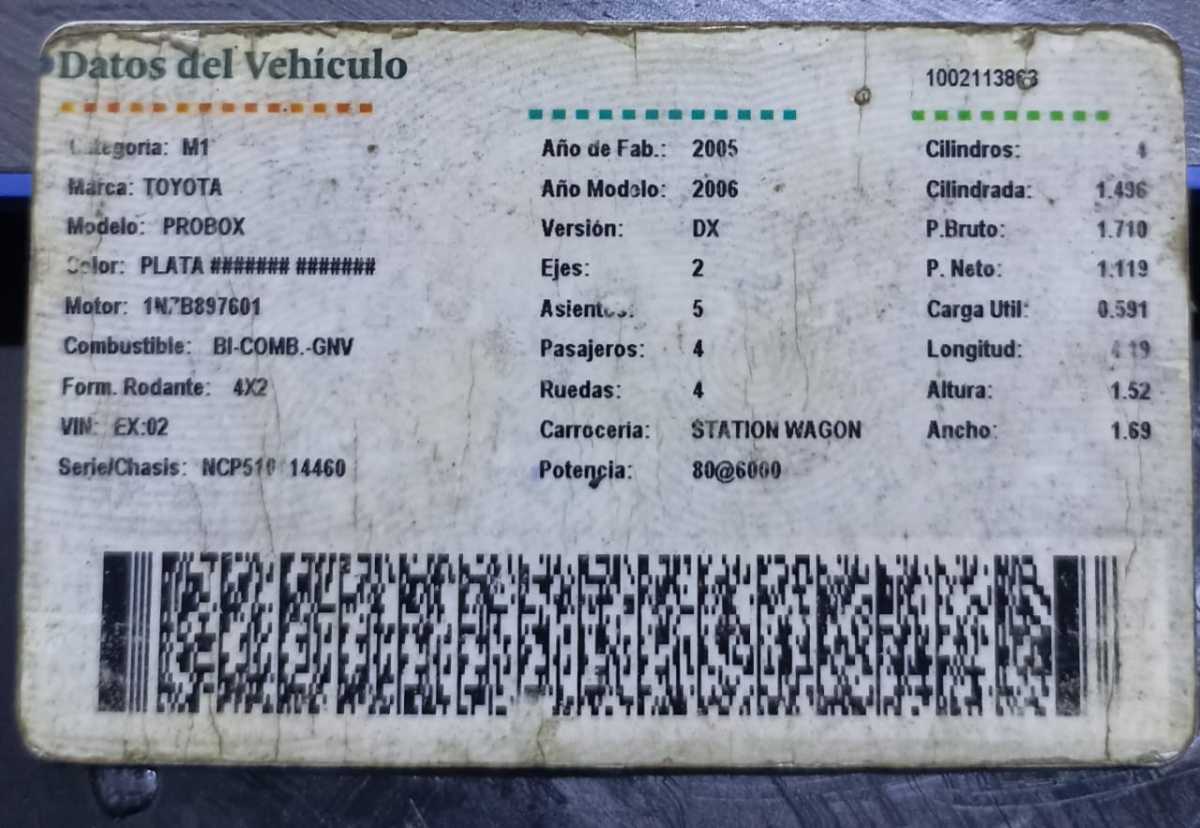 Datos del Vehículo
Categoria: M1
Marca: TOYOTA
Modelo: PROBOX
Color: PLATA ####### #######
Motor:
Combustible: BI-COMB.-GNV
Form. Rodante: 4X2
VIN: EX:02
Serie/Chasis: 14460
Año de Fab.: 2005
Año Modelo: 2006
Versión: DX
Ejes: 2
Asientos: 5
Pasajeros: 4
Ruedas: 4
Carroceria: STATION WAGON
Potencia: 80@6000
Cilindros: 4
Cilindrada: 1.496
P.Bruto: 1.710
P. Neto: 1.119
Carga Util: 0.591
Longitud: 4.19
Altura: 1.52
Ancho: 1.69